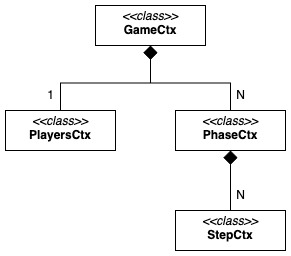 <<class>>
GameCtx
1
N
<<class>>
PlayersCtx
<<class>>
PhaseCtx
N
<<class>>
StepCtx